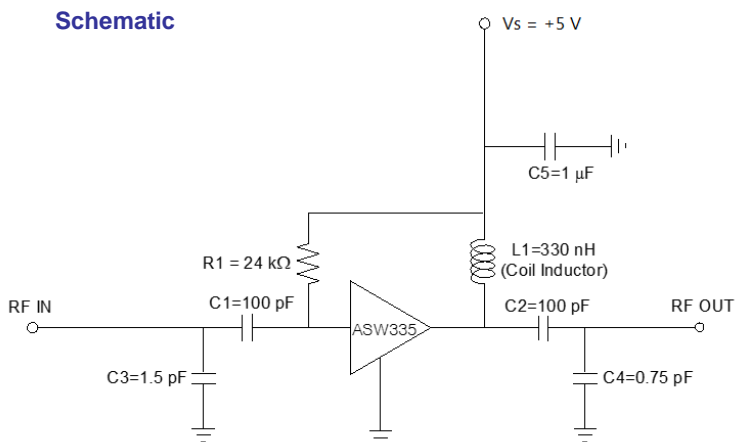 Schematic
Vs = +5 V
C5=1 μF
R1 = 24 kΩ
L1=330 nH
(Coil Inductor)
RF IN
C1=100 pF
C2=100 pF
RF OUT
ASW335
C3=1.5 pF
C4=0.75 pF